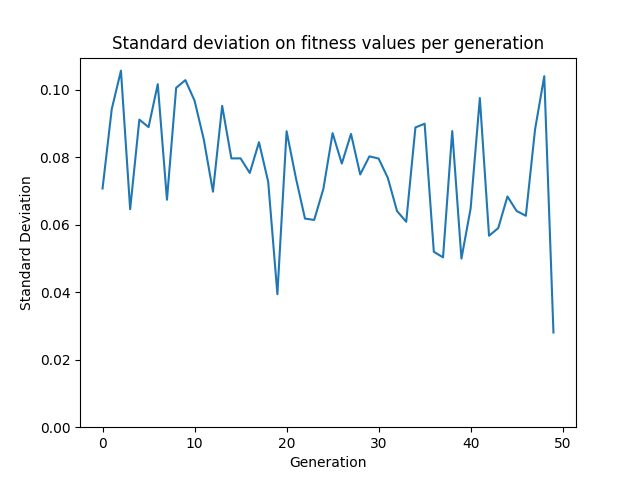 Standard deviation on fitness values per generation
0.10
0.08
0.06
0.04
0.02
0.00
Standard Deviation
0 10 20 30 40 50
Generation